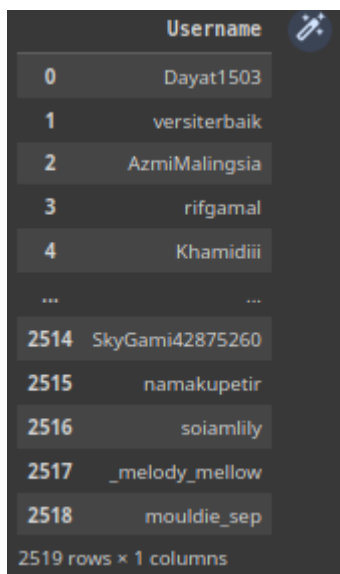 Username
0 Dayat1503
1 versiterbaik
2 AzmiMalingsia
3 rifgamal
4 Khamidiii
... ...
2514 SkyGami42875260
2515 namakupetir
2516 soiamlily
2517 _melody_mellow
2518 mouldie_sep
2519 rows × 1 columns